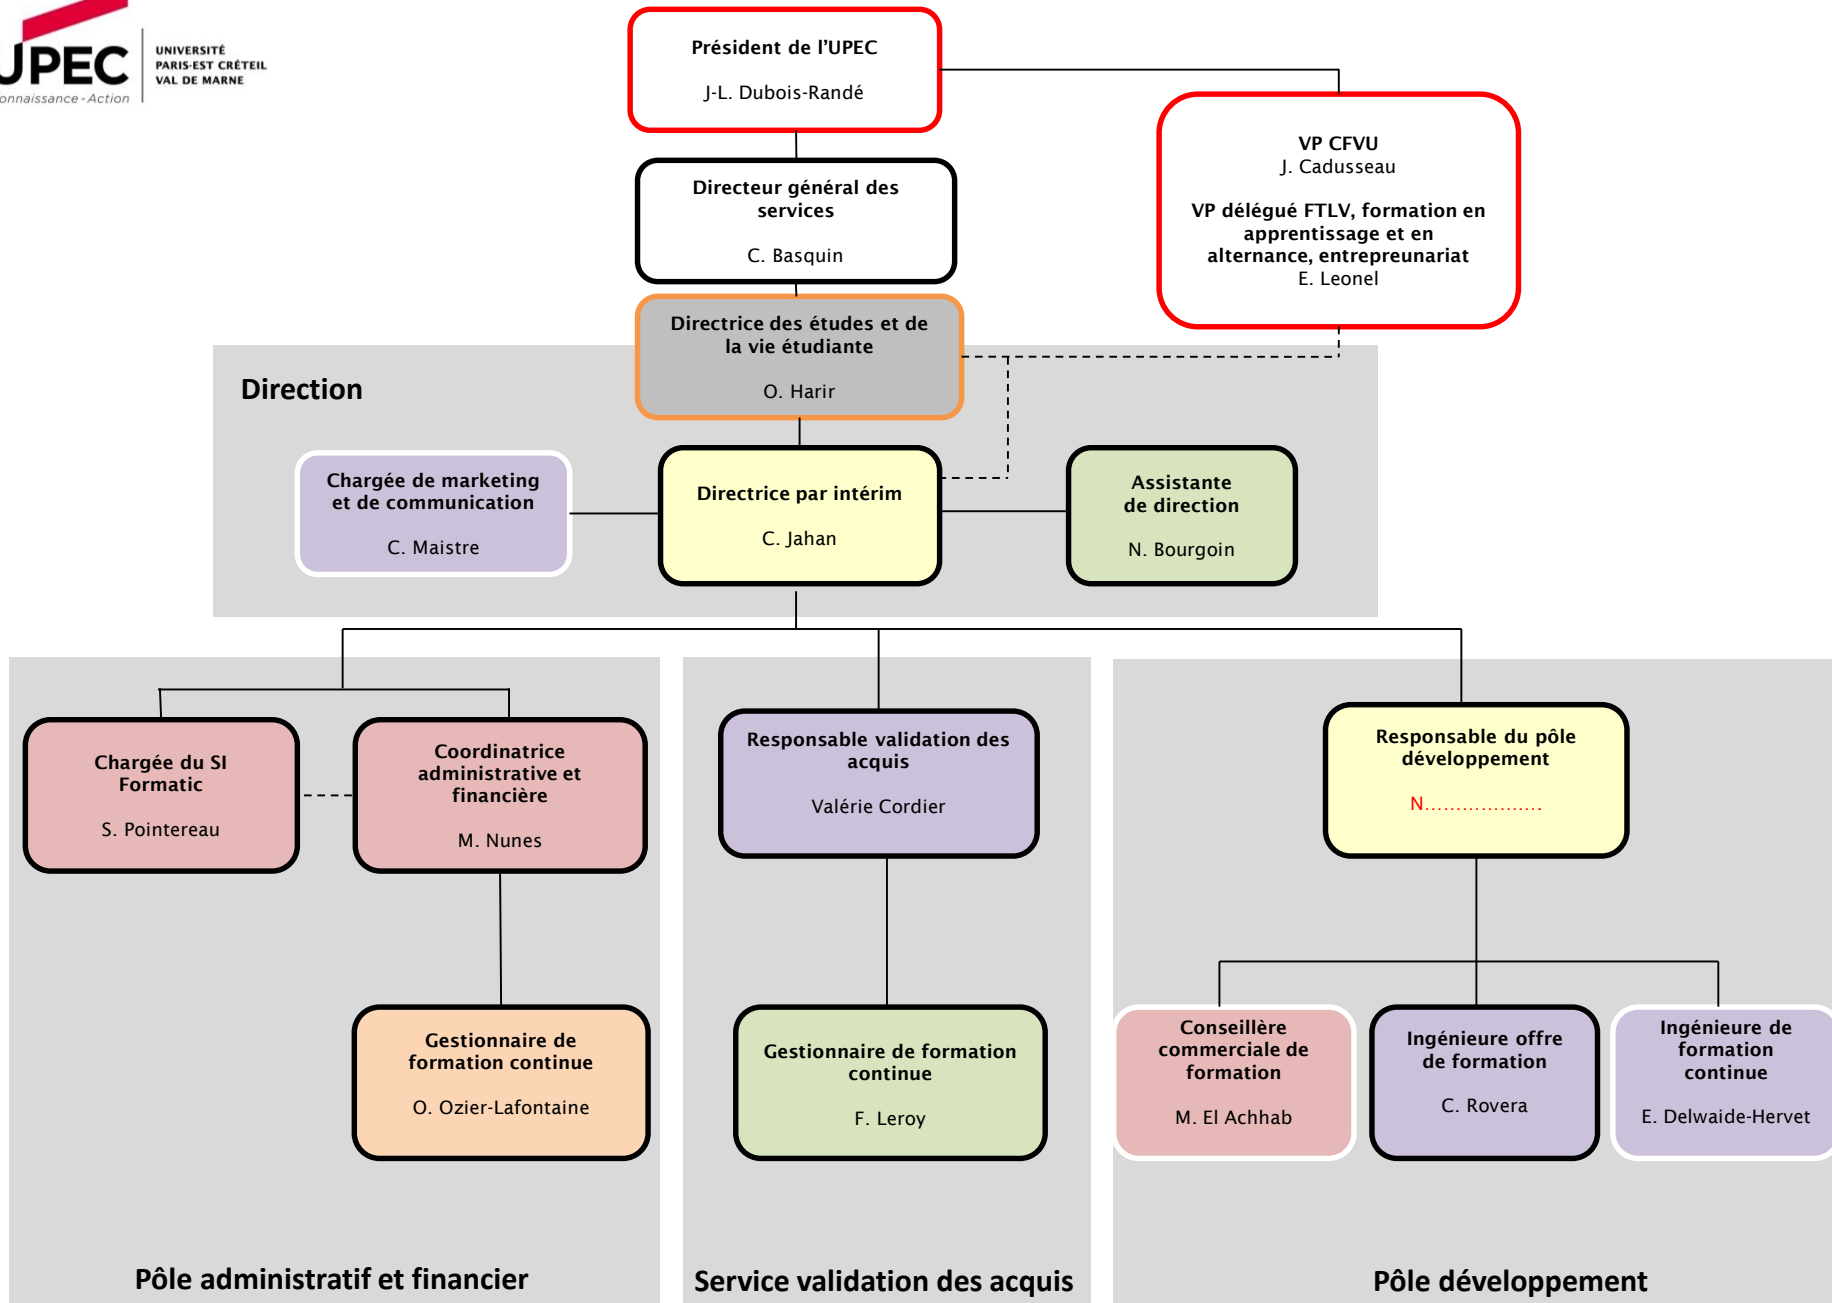 UPEC
UNIVERSITÉ
PARIS-EST CRÉTEIL
VAL DE MARNE
onnaissance - Action
Président de l'UPEC
J-L. Dubois-Randé
VP CFVU
J. Cadusseau
VP délégué FTLV, formation en
apprentissage et en
alternance, entrepreunariat
E. Leonel
Directeur général des
services
C. Basquin
Directrice des études et de
la vie étudiante
O. Harir
Direction
Chargée de marketing
et de communication
C. Maistre
Directrice par intérim
C. Jahan
Assistante
de direction
N. Bourgoin
Chargée du SI
Formatic
S. Pointereau
Coordinatrice
administrative et
financière
M. Nunes
Gestionnaire de
formation continue
O. Ozier-Lafontaine
Pôle administratif et financier
Responsable validation des
acquis
Valérie Cordier
Gestionnaire de formation
continue
F. Leroy
Service validation des acquis
Responsable du pôle
développement
N..................
Conseillère
commerciale de
formation
M. El Achhab
Ingénieure offre
de formation
C. Rovera
Ingénieure de
formation
continue
E. Delwaide-Hervet
Pôle développement